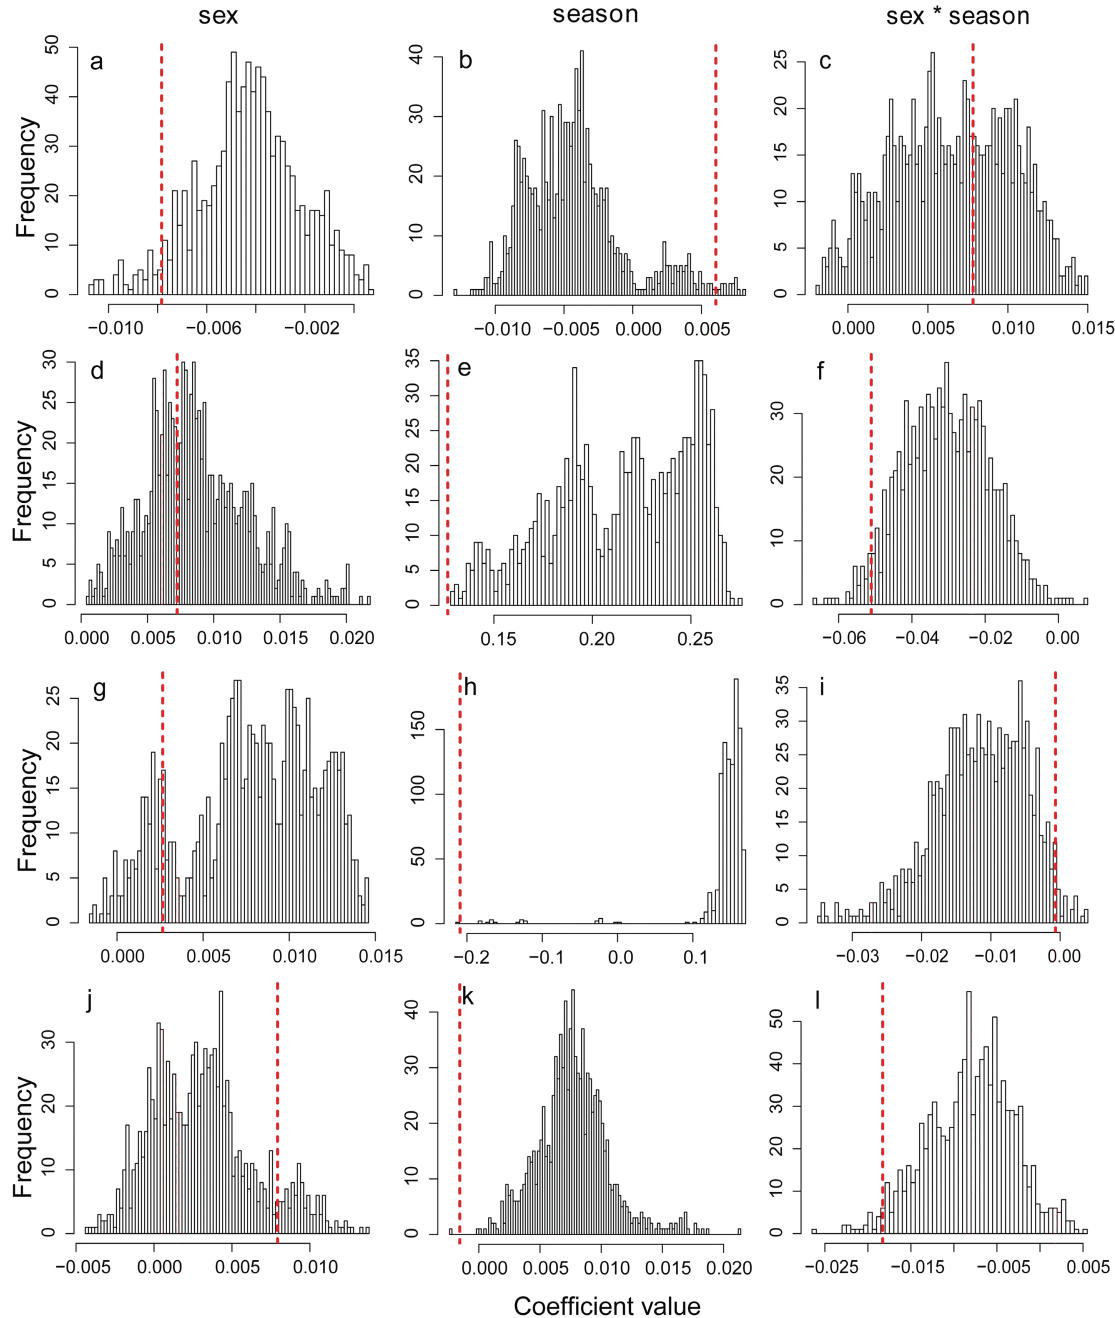 sex season sex * season
a b c
Frequency
0 10 20 30 40 50
0 10 20 30 40
0 5 10 15 20 25
−0.010 −0.006 −0.002
−0.010 −0.005 0.000 0.005
0.000 0.005 0.010 0.015
d e f
Frequency
0 5 10 15 20 25 30
0 5 10 15 20 25 30 35
0 10 20 30
0.000 0.005 0.010 0.015 0.020
0.15 0.20 0.25
−0.06 −0.04 −0.02 0.00
g h i
Frequency
0 5 10 15 20 25
0 50 100 150
0 5 10 15 20 25 30 35
0.000 0.005 0.010 0.015
−0.2 −0.1 0.0 0.1
−0.03 −0.02 −0.01 0.00
j k l
Frequency
0 10 20 30
0 10 20 30 40
0 10 20 30 40 50
−0.005 0.000 0.005 0.010
0.000 0.005 0.010 0.015 0.020
−0.025 −0.015 −0.005 0.005
Coefficient value